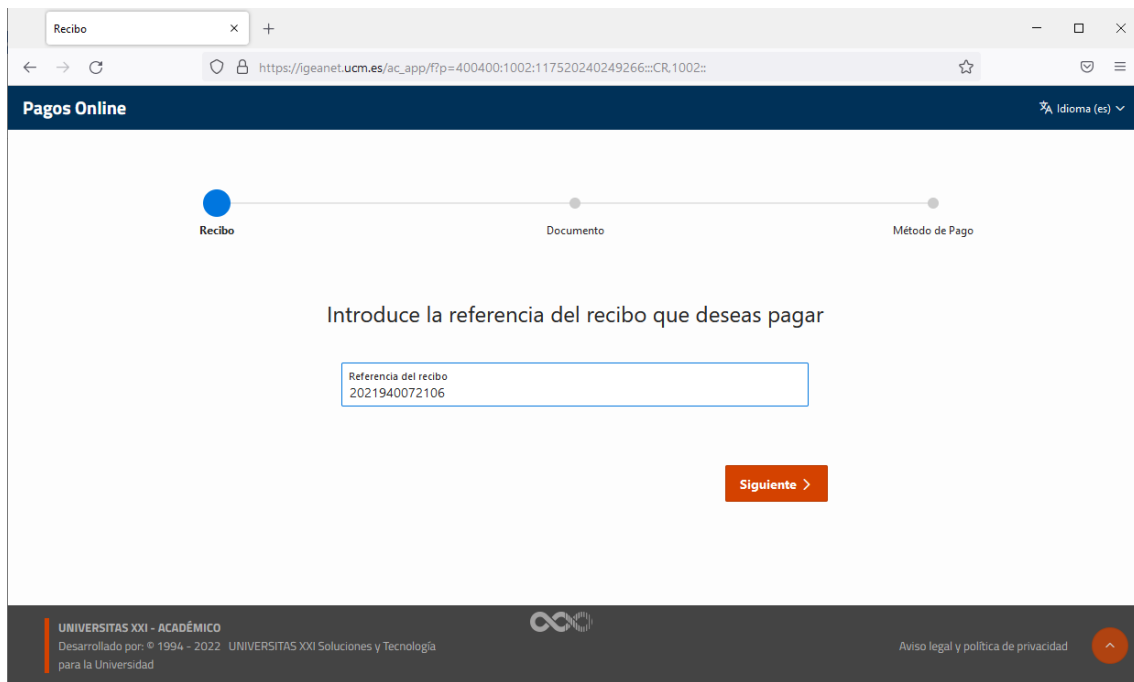 Recibo
https://igeanet.ucm.es/ac_app/f?p=400400:1002:117520240249266:::CR,1002::
Pagos Online
Idioma (es)
Recibo
Documento
Método de Pago
Introduce la referencia del recibo que deseas pagar
Referencia del recibo
2021940072106
Siguiente
UNIVERSITAS XXI - ACADÉMICO
Desarrollado por: © 1994 - 2022 UNIVERSITAS XXI Soluciones y Tecnología
para la Universidad
Aviso legal y política de privacidad